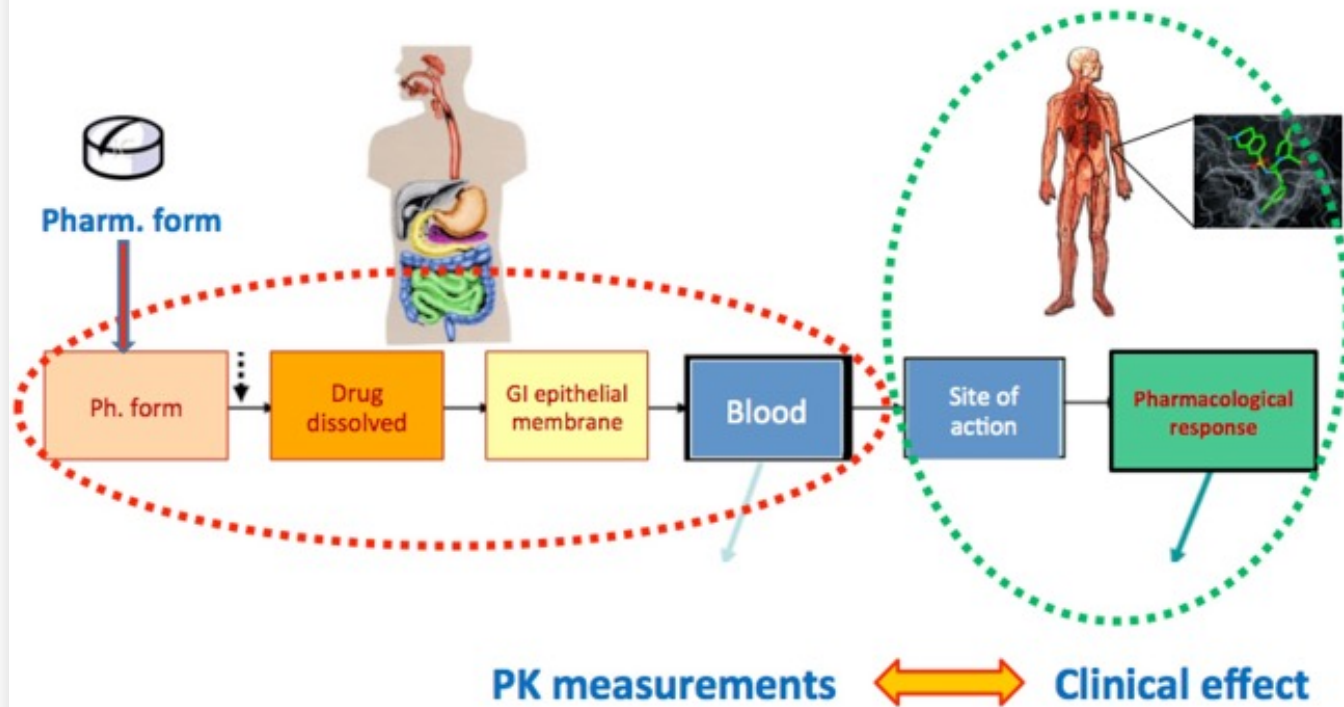 Pharm. form
Ph. form
Drug
dissolved
GI epithelial
membrane
Blood
Site of
action
Pharmacological
response
PK measurements
Clinical effect